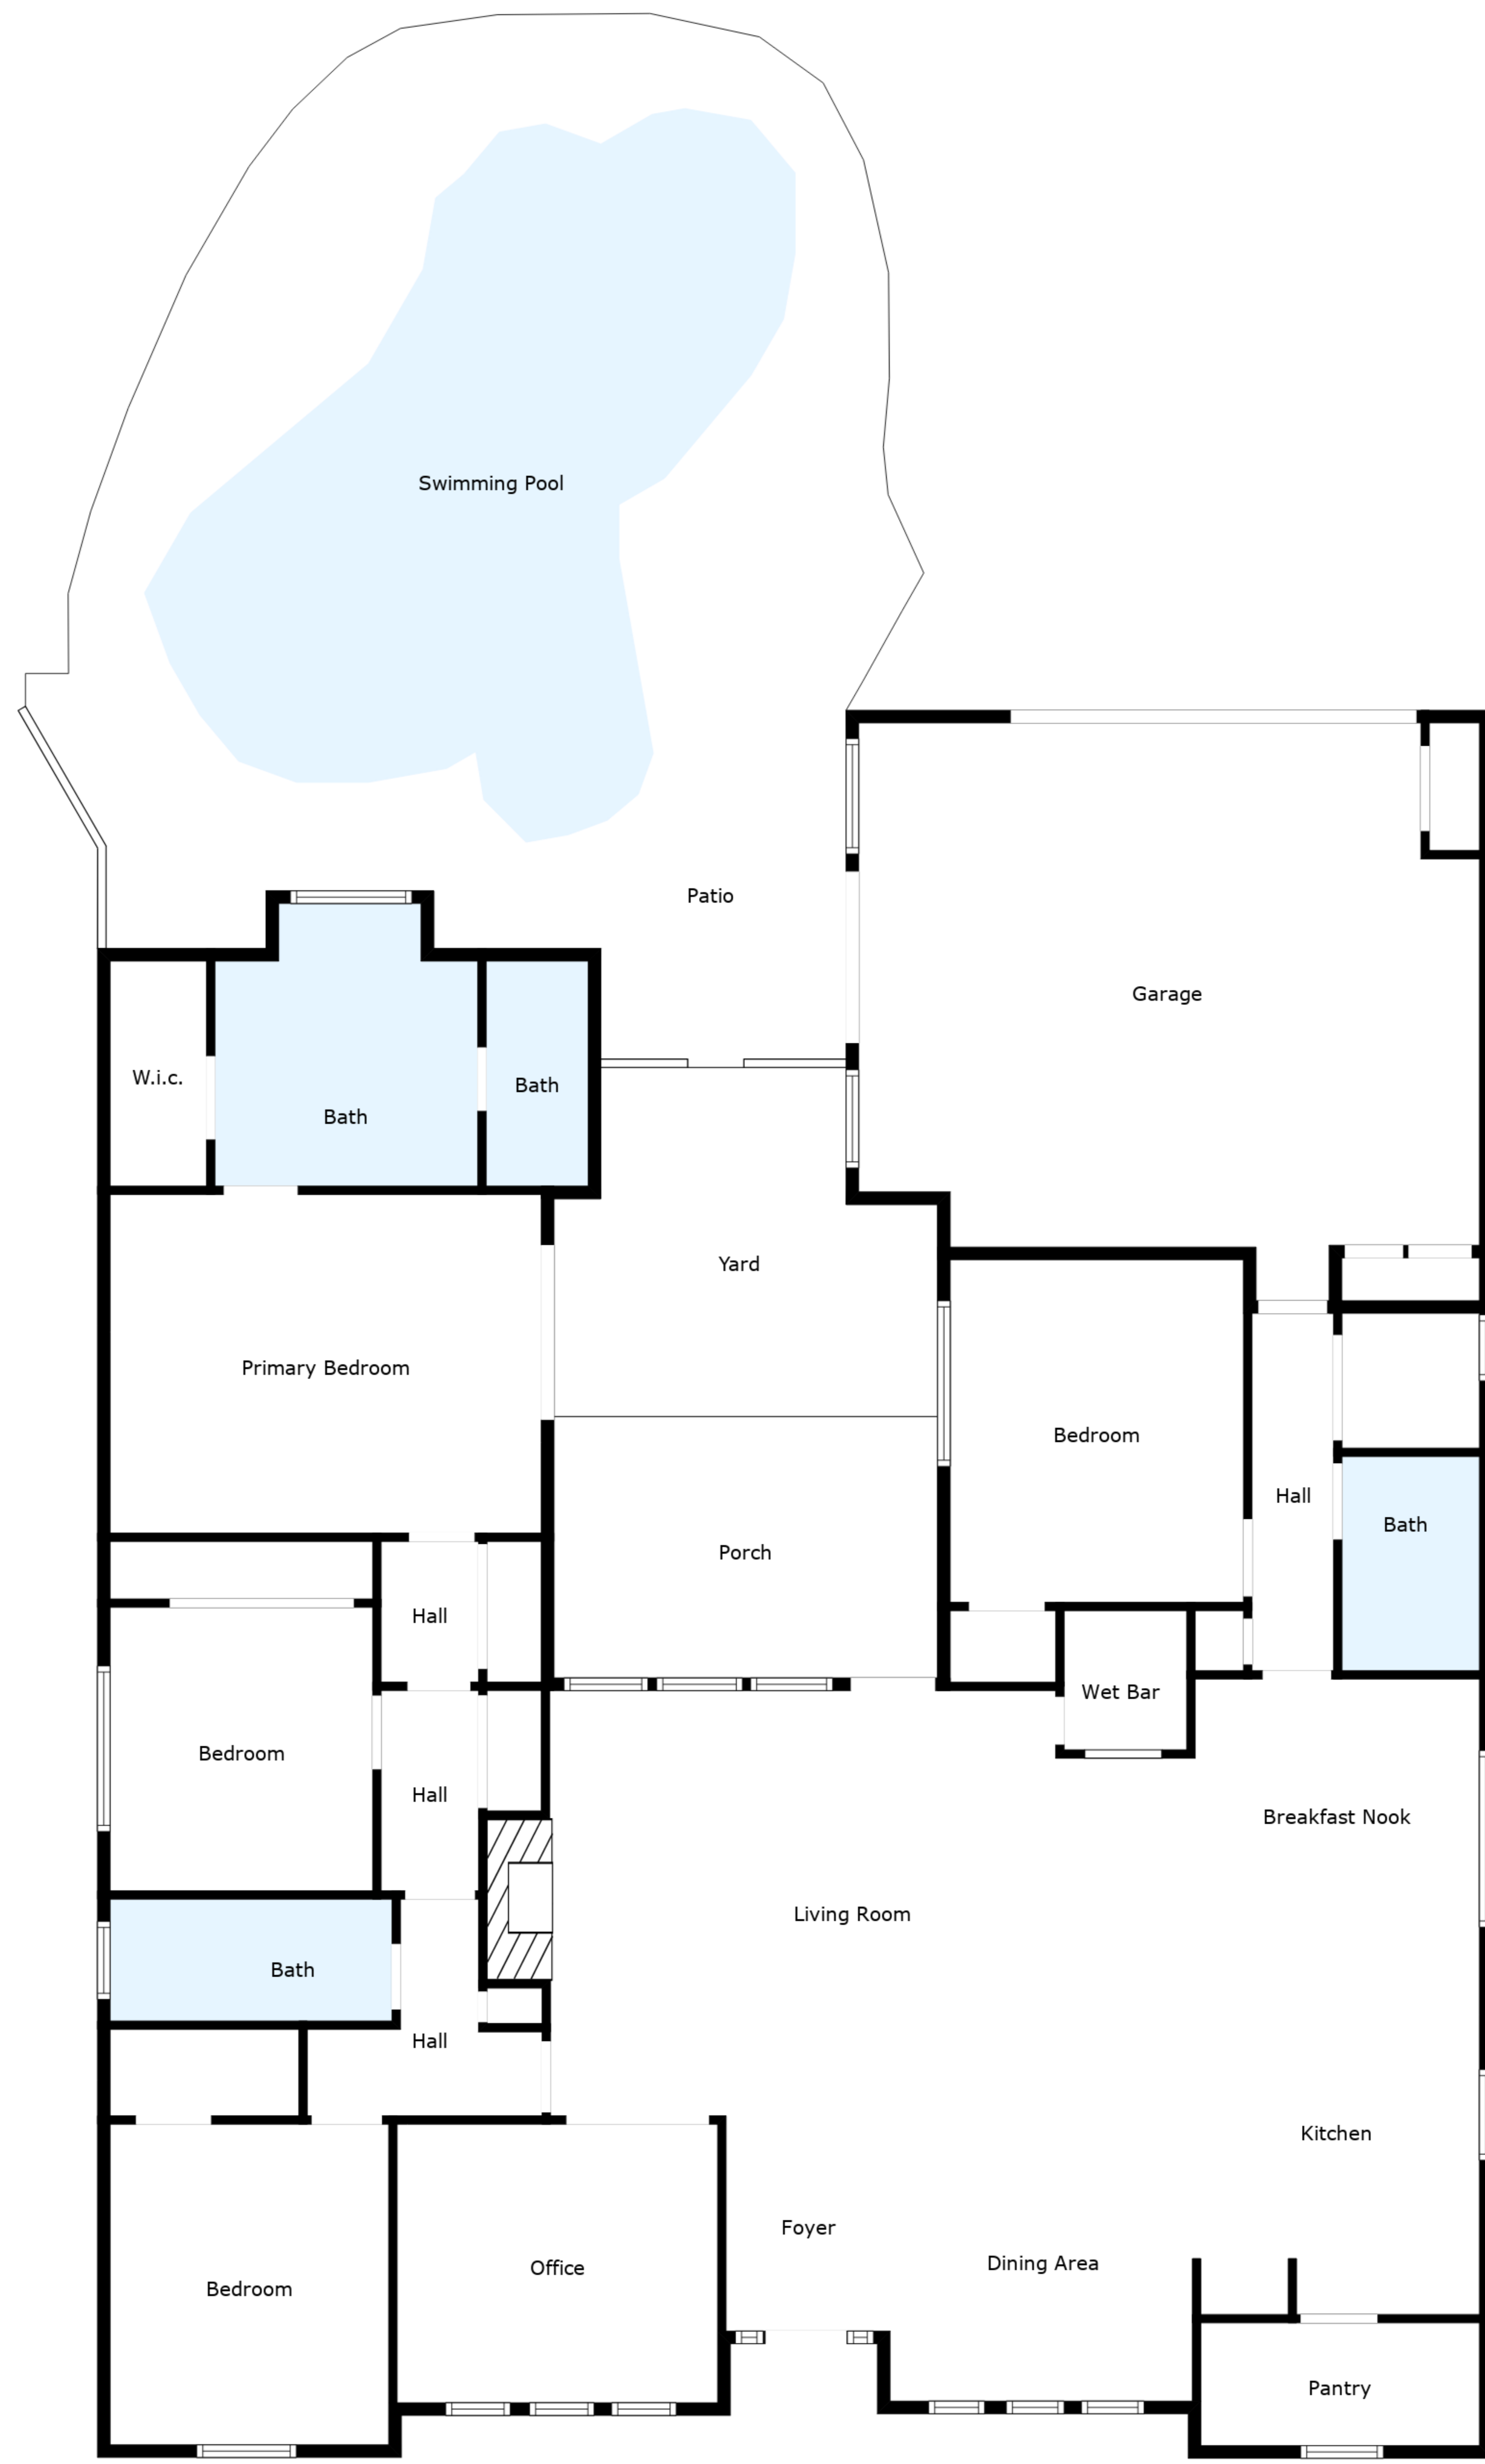 Swimming Pool
Patio
Garage
W.i.c.
Bath
Bath
Yard
Primary Bedroom
Bedroom
Hall
Bath
Porch
Hall
Wet Bar
Bedroom
Hall
Breakfast Nook
Living Room
Bath
Hall
Kitchen
Foyer
Dining Area
Office
Bedroom
Pantry